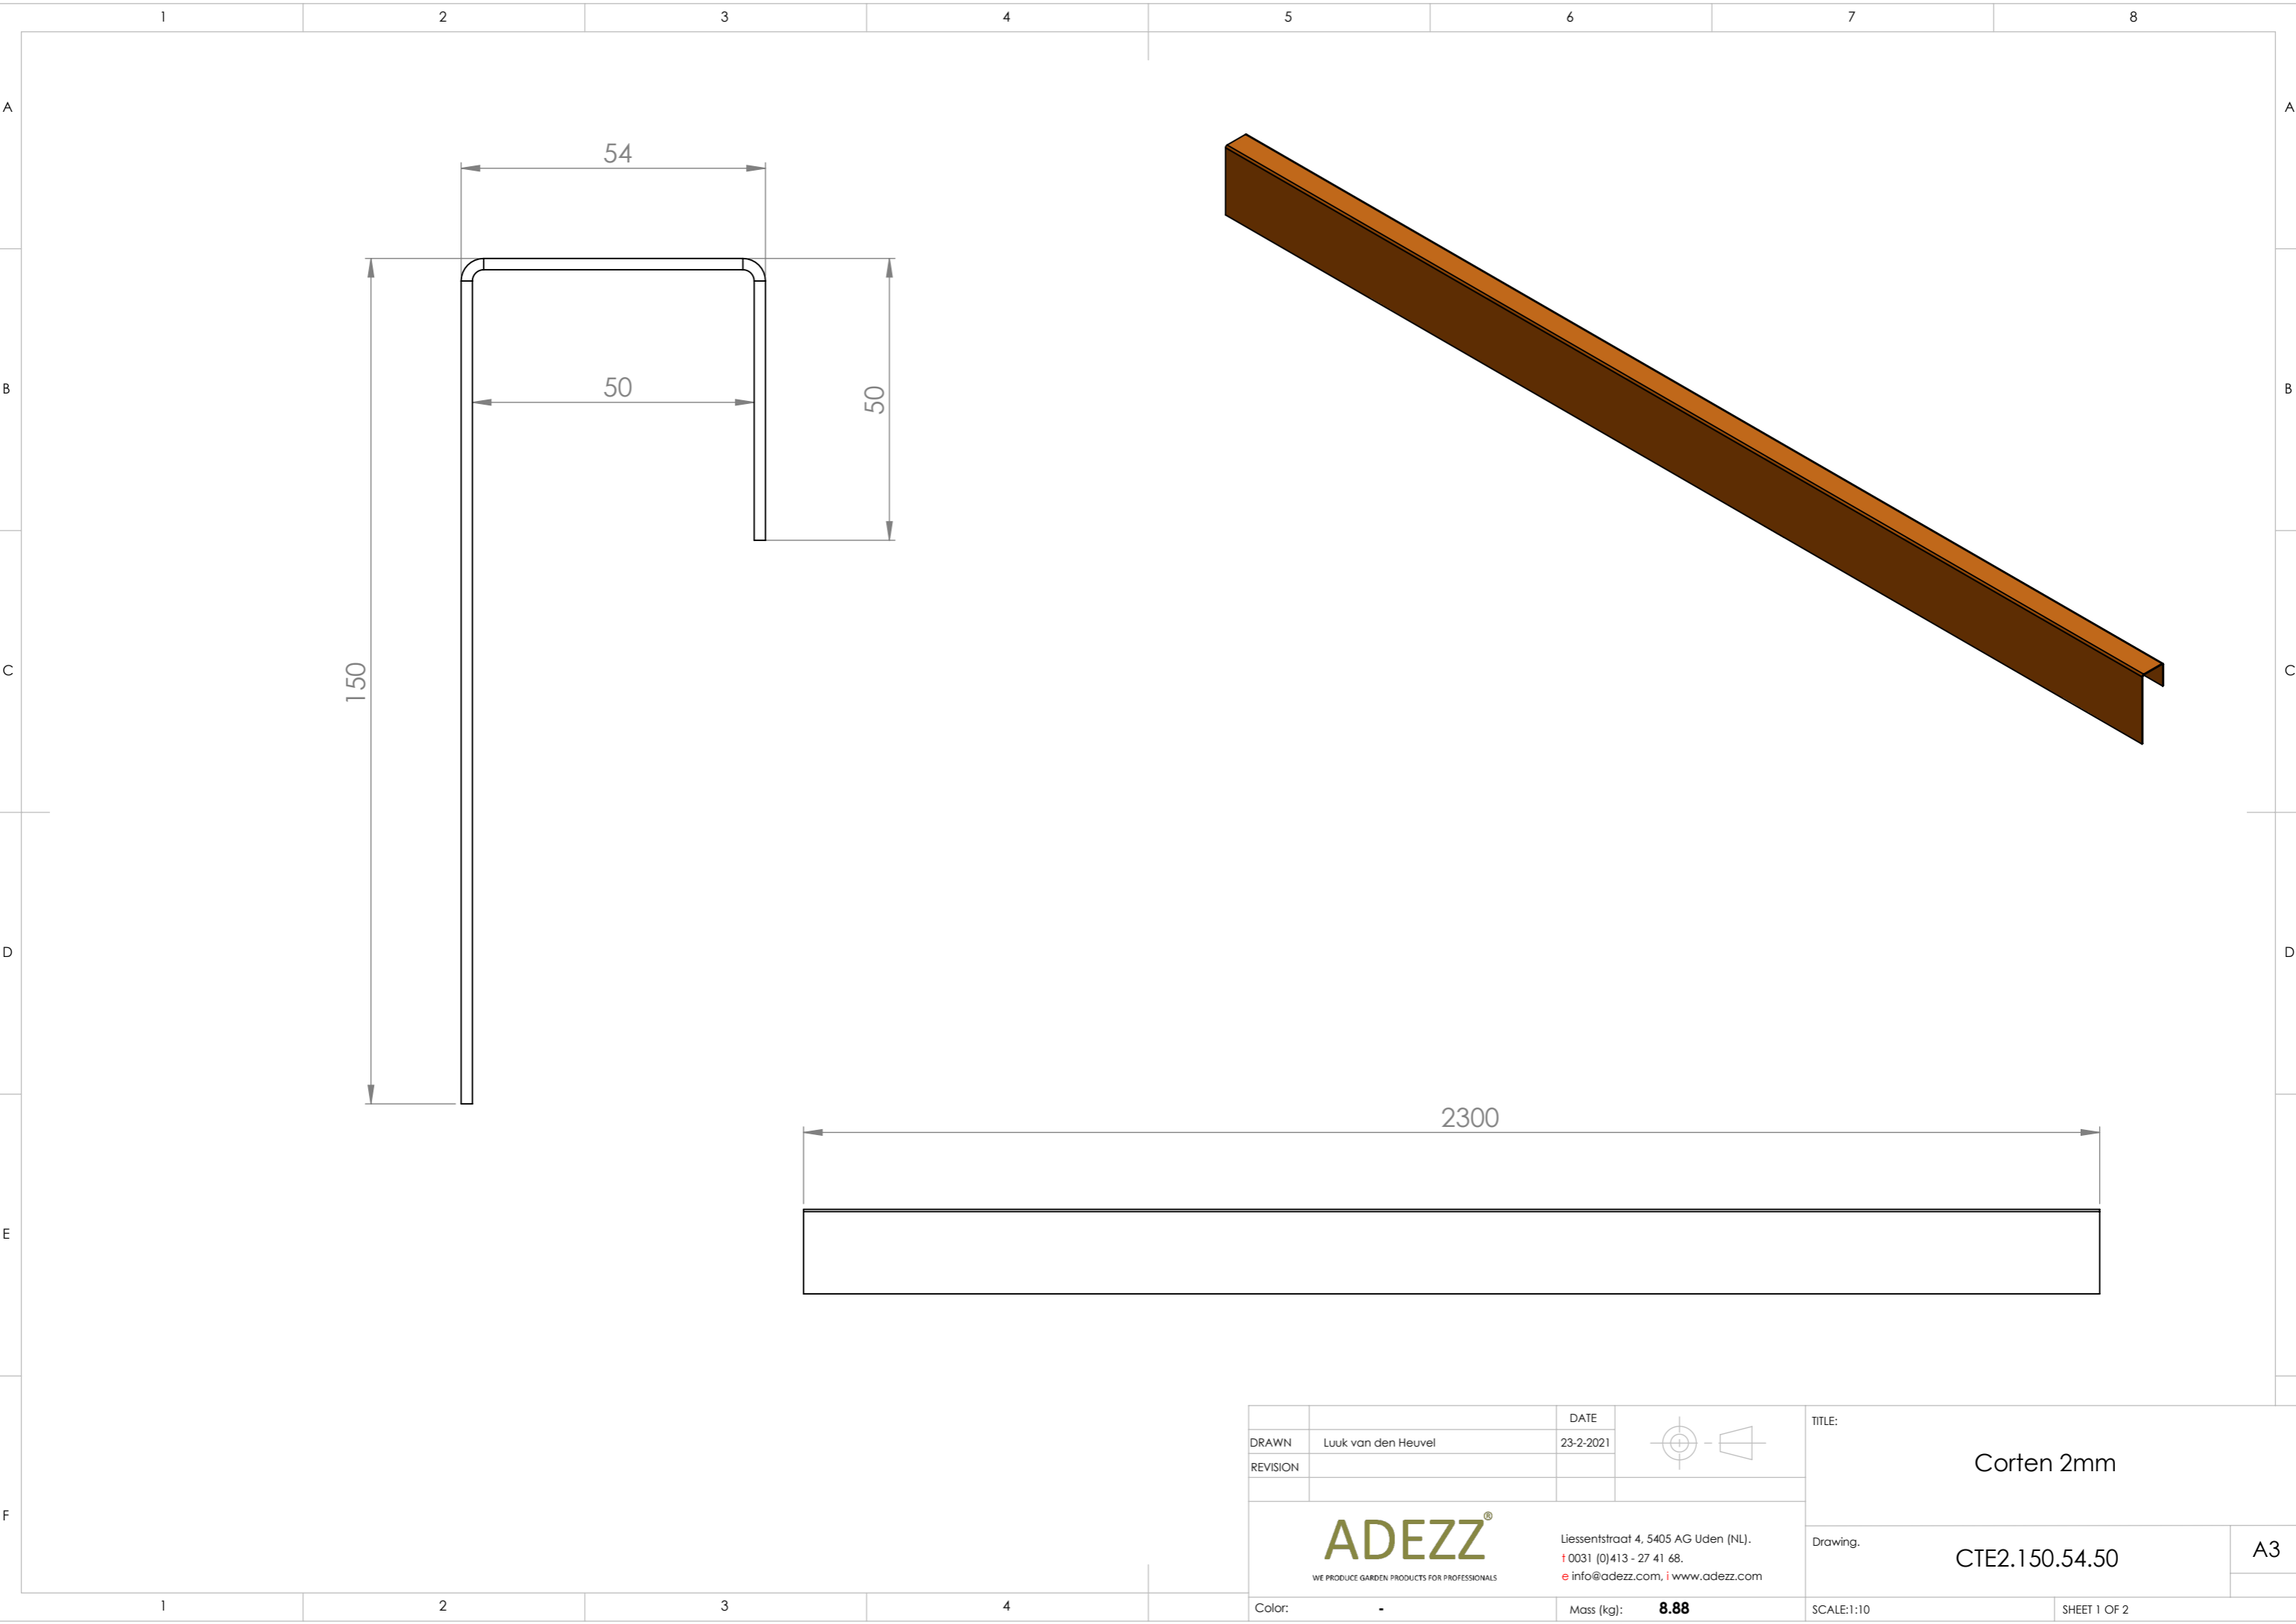 1 2 3 4 5 6 7 8
A A
54
B B
50
50
C C
150
D D
2300
E E
F
DATE
DRAWN Luuk van den Heuvel 23-2-2021
REVISION
TITLE:
Corten 2mm
ADEZZ®
WE PRODUCE GARDEN PRODUCTS FOR PROFESSIONALS
Liessentstraat 4, 5405 AG Uden (NL).
t 0031 (0)413 - 27 41 68.
e info@adezz.com, i www.adezz.com
Drawing.
CTE2.150.54.50
A3
Color: -
Mass (kg): 8.88
SCALE:1:10
SHEET 1 OF 2
1 2 3 4